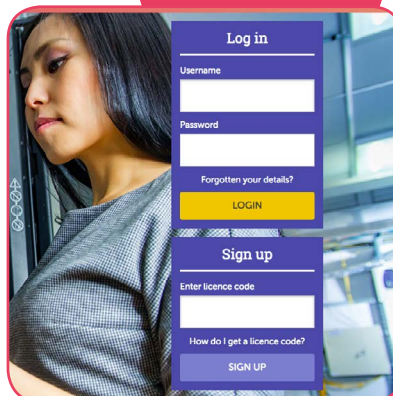 Log in
Username
Password
Forgotten your details?
LOGIN
Sign up
Enter licence code
How do I get a licence code?
SIGN UP